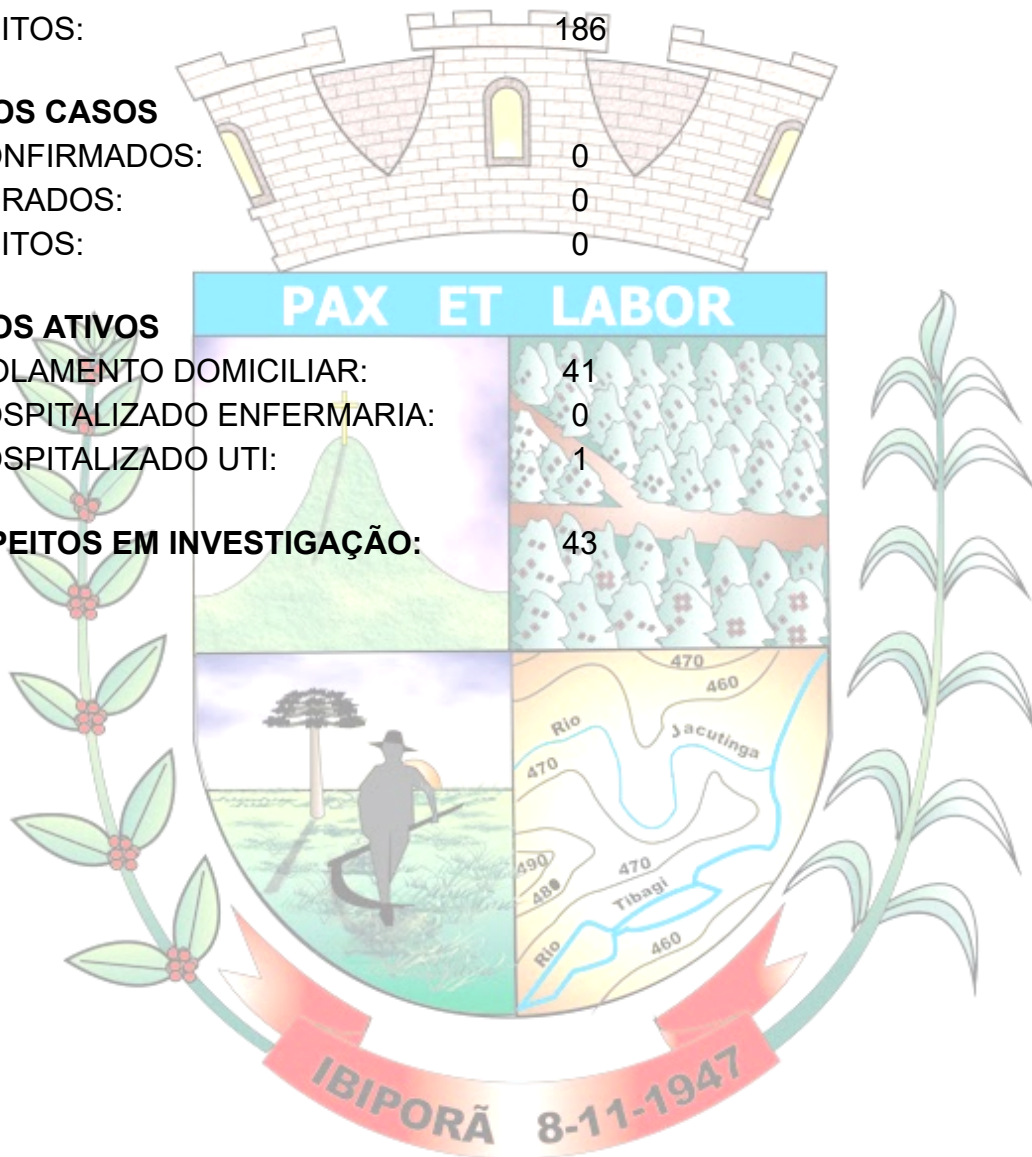 ITOS: 186
OS CASOS
ONFIRMADOS: 0
RADOS: 0
ITOS: 0
PAX ET LABOR
OS ATIVOS
OLAMENTO DOMICILIAR: 41
OSPITALIZADO ENFERMARIA: 0
OSPITALIZADO UTI: 1
PEITOS EM INVESTIGAÇÃO: 43
470
460
Rio Jacutinga
470
490
480
470
Rio Tibagi
460
IBIPORÃ 8-11-1947